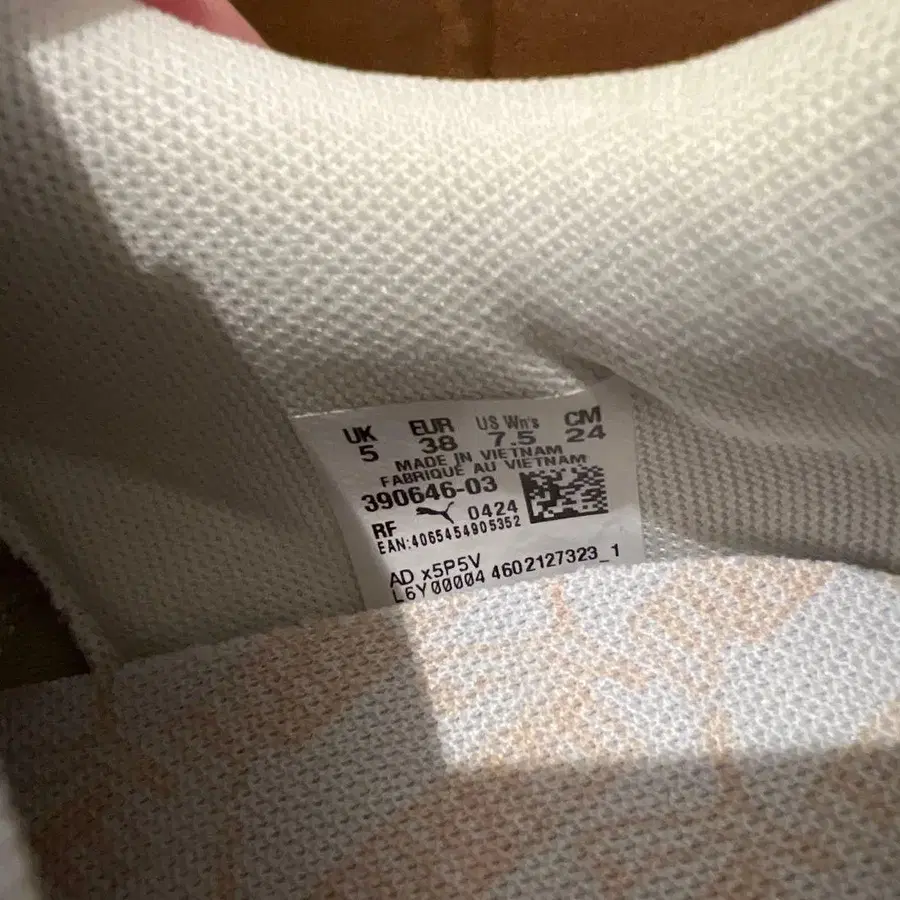 UK EUR US Wn's CM
5 38 7.5 24
MADE IN VIETNAM
FABRIQUÉ AU VIETNAM
390646-03
RF 0424
EAN:4065454905352
AD x5P5V
L6Y00004 4602127323_1